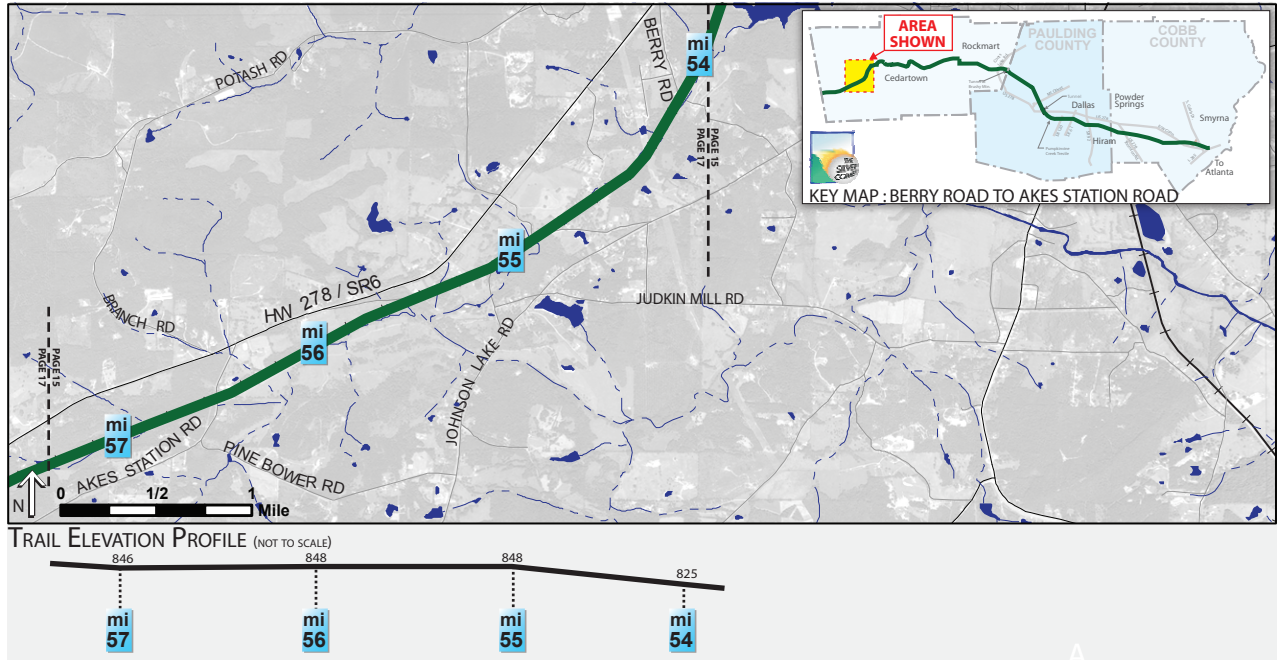 POTASH RD
BERRY RD
mi
54
PAGE 15
PAGE 17
AREA
SHOWN
Rockmart
PAULDING
COUNTY
COBB
COUNTY
Cedartown
Dallas
Powder
Springs
Hiram
Smyrna
To
Atlanta
THE
SILVER
COMET
KEY MAP : BERRY ROAD TO AKES STATION ROAD
mi
55
HW 278 / SR6
JUDKIN MILL RD
BRANCH RD
mi
56
JOHNSON LAKE RD
PAGE 15
PAGE 17
mi
57
AKES STATION RD
PINE BOWER RD
N
0 1/2 1
Mile
TRAIL ELEVATION PROFILE (NOT TO SCALE)
846 848 848 825
mi
57
mi
56
mi
55
mi
54
A